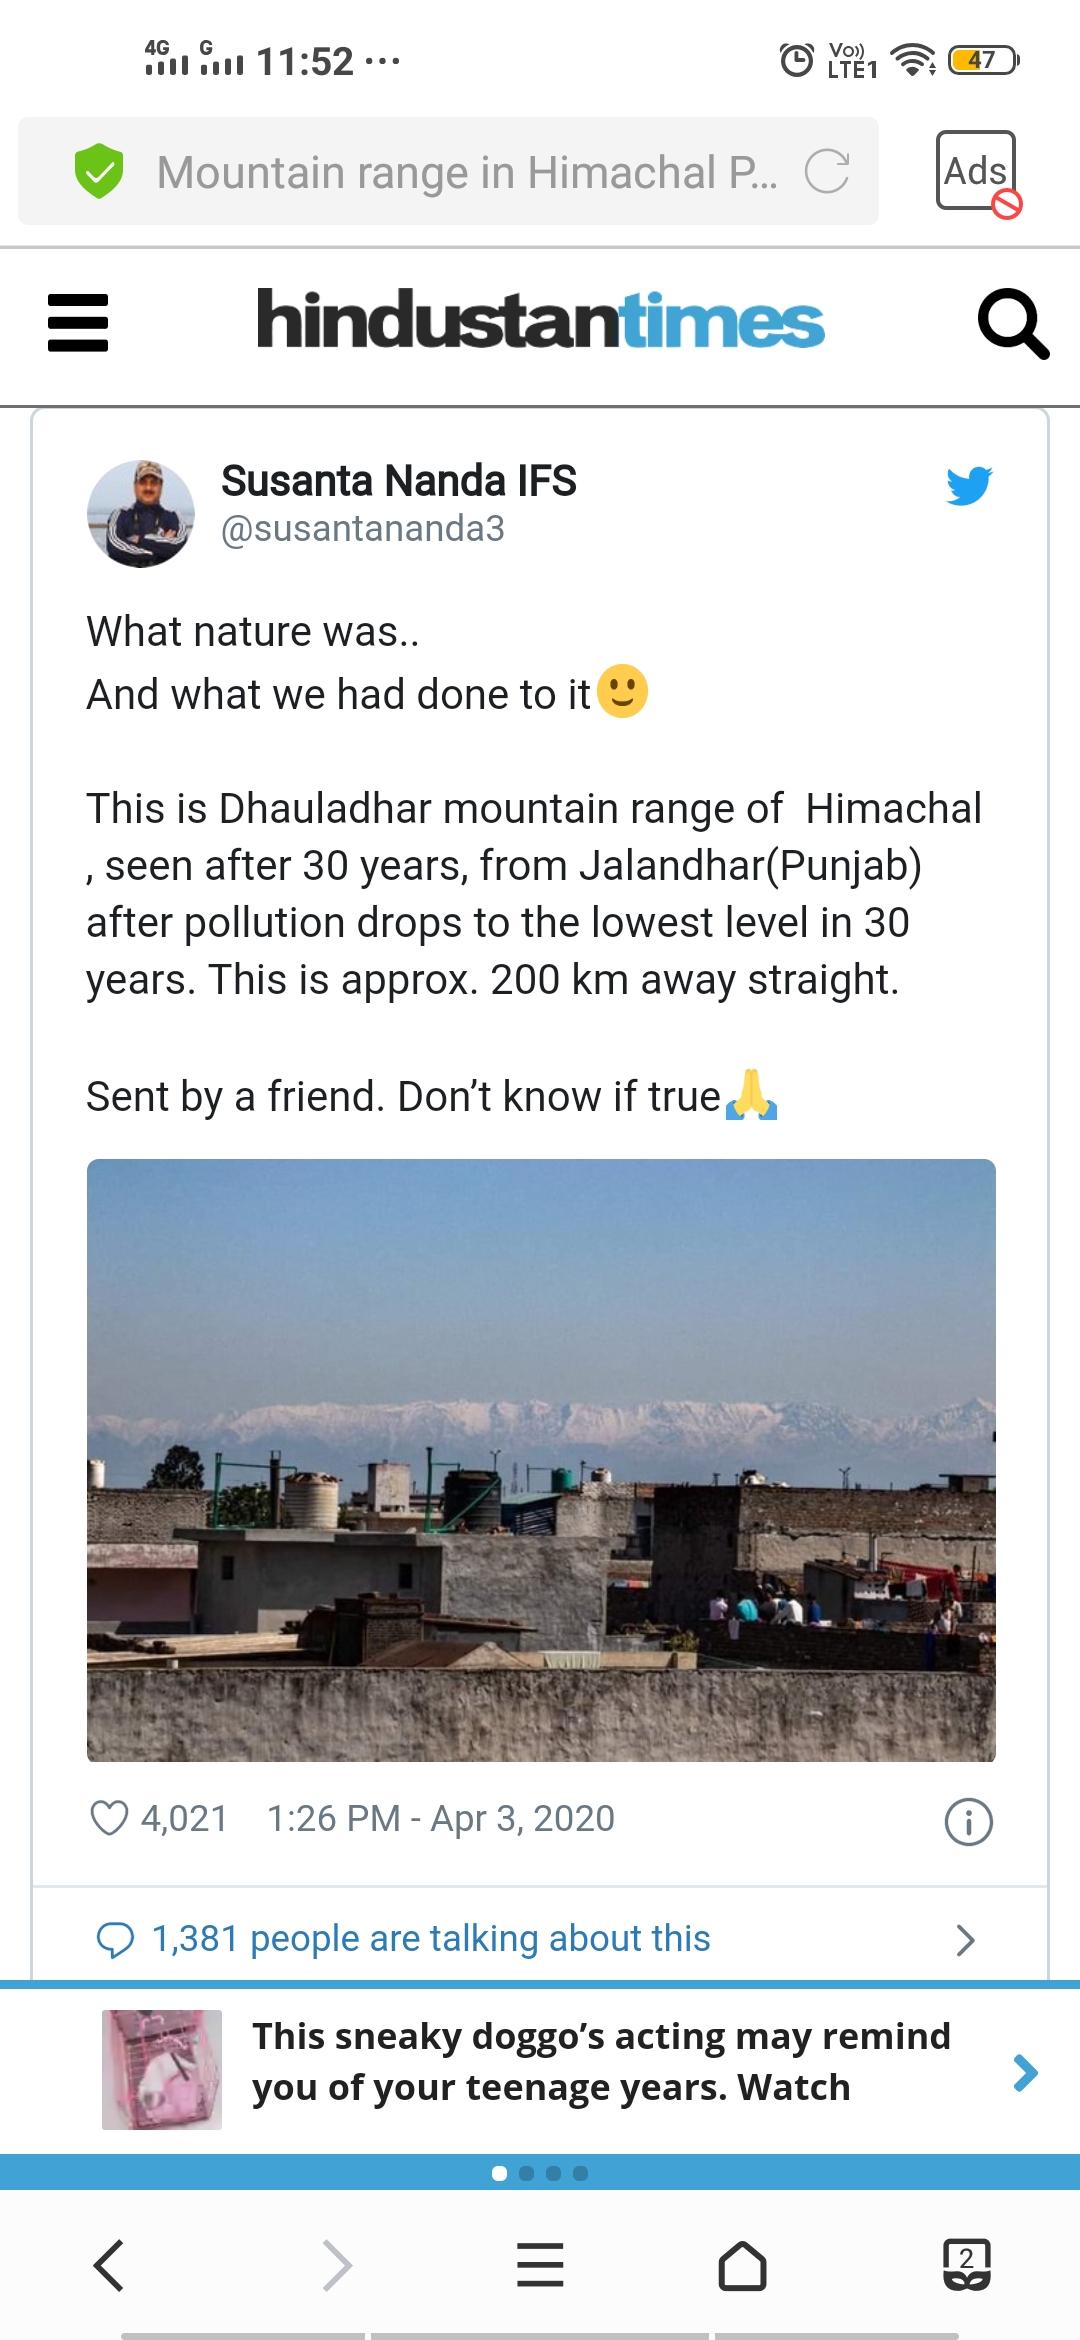 4G G 11:52 ...
Vo)) LTE1 47
Mountain range in Himachal P...
Ads
hindustantimes
Susanta Nanda IFS
@susantananda3
What nature was..
And what we had done to it🙂
This is Dhauladhar mountain range of  Himachal
, seen after 30 years, from Jalandhar(Punjab)
after pollution drops to the lowest level in 30
years. This is approx. 200 km away straight.
Sent by a friend. Don’t know if true🙏
4,021 1:26 PM - Apr 3, 2020
1,381 people are talking about this
This sneaky doggo’s acting may remind
you of your teenage years. Watch
2